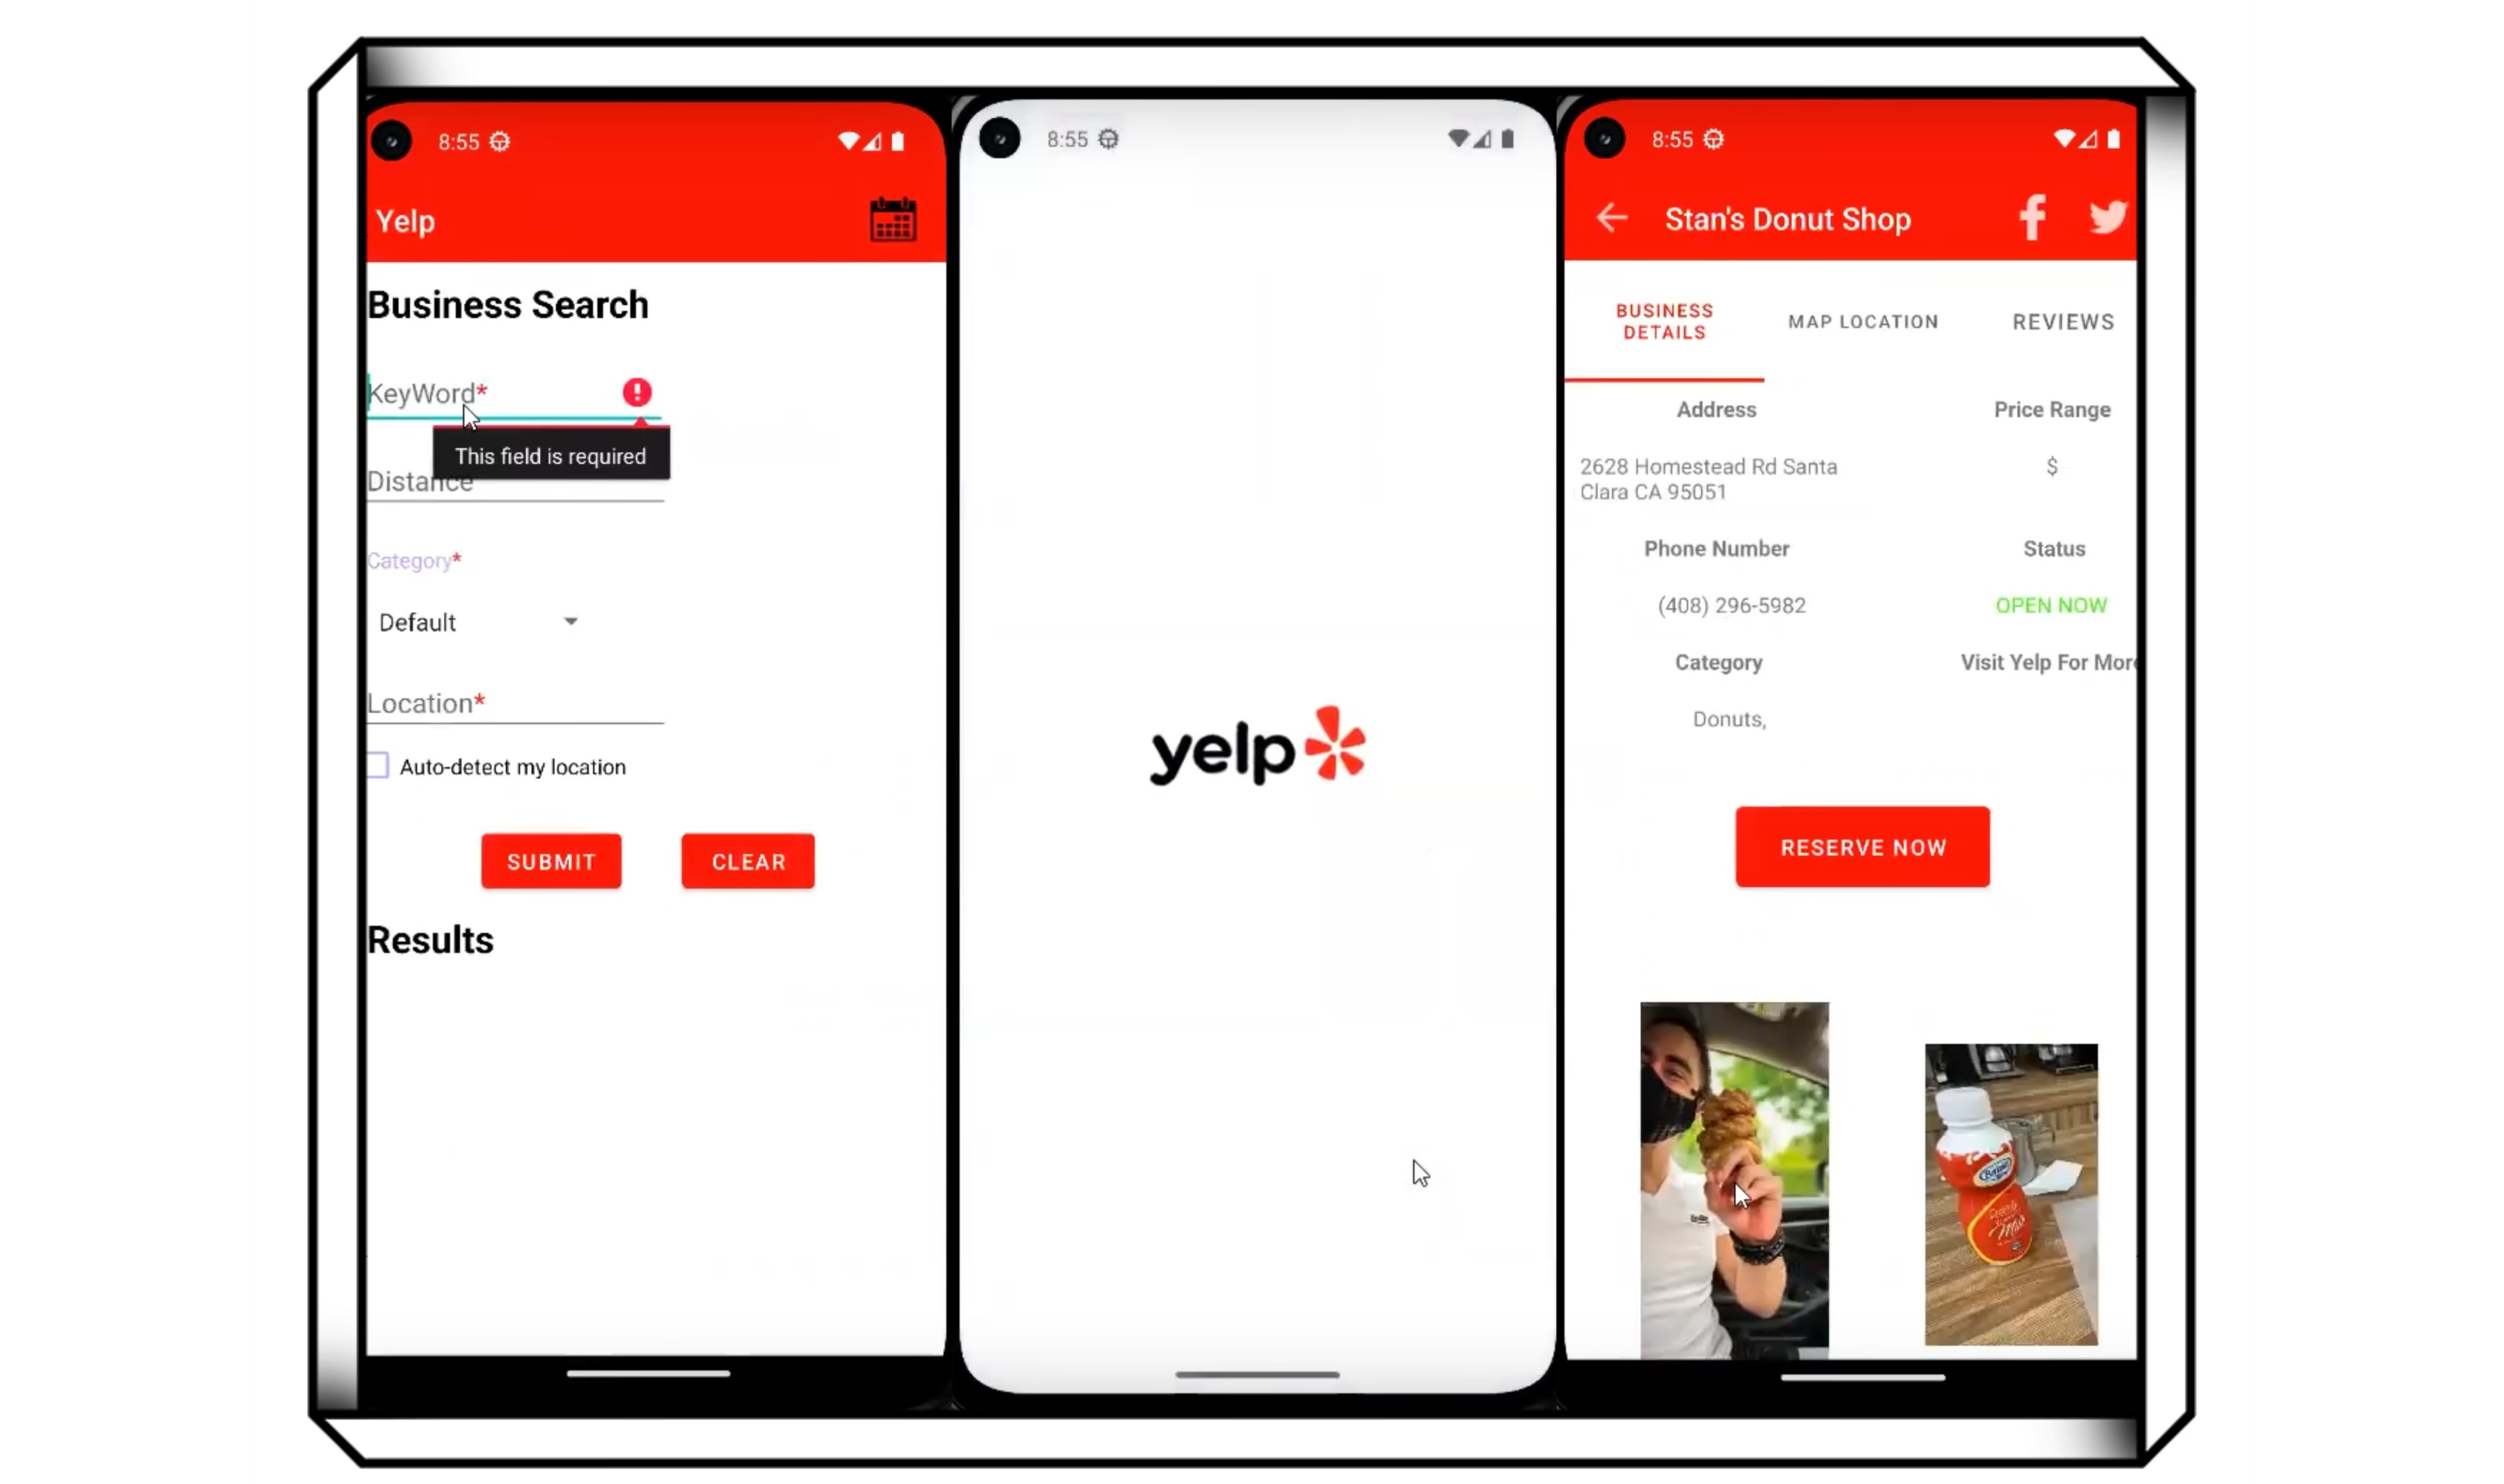 8:55
Yelp
Business Search
KeyWord*
This field is required
Distance
Category*
Default
Location*
Auto-detect my location
SUBMIT CLEAR
Results
8:55
yelp
8:55
Stan's Donut Shop
BUSINESS
DETAILS
MAP LOCATION
REVIEWS
Address Price Range
2628 Homestead Rd Santa
Clara CA 95051
$
Phone Number Status
(408) 296-5982 OPEN NOW
Category Visit Yelp For More
Donuts,
RESERVE NOW